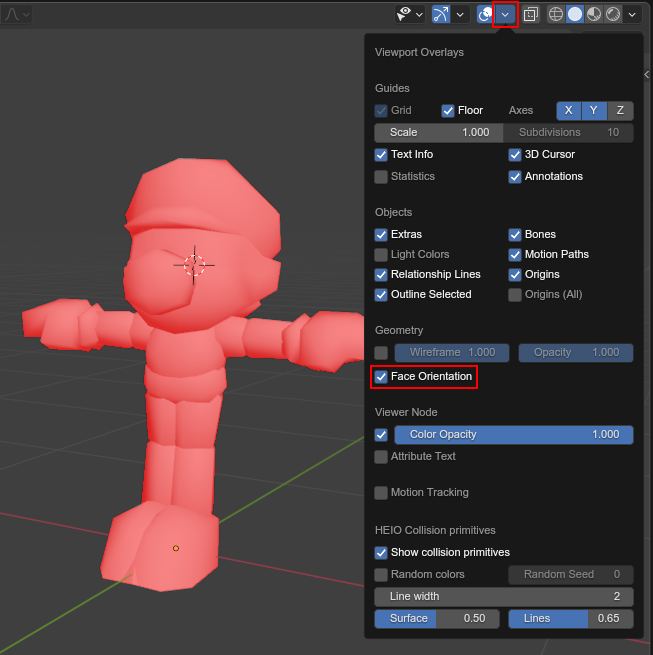 Viewport Overlays
Guides
Grid Floor Axes X Y Z
Scale 1.000 Subdivisions 10
Text Info 3D Cursor
Statistics Annotations
Objects
Extras Bones
Light Colors Motion Paths
Relationship Lines Origins
Outline Selected Origins (All)
Geometry
Wireframe 1.000 Opacity 1.000
Face Orientation
Viewer Node
Color Opacity 1.000
Attribute Text
Motion Tracking
HEIO Collision primitives
Show collision primitives
Random colors Random Seed 0
Line width 2
Surface 0.50 Lines 0.65